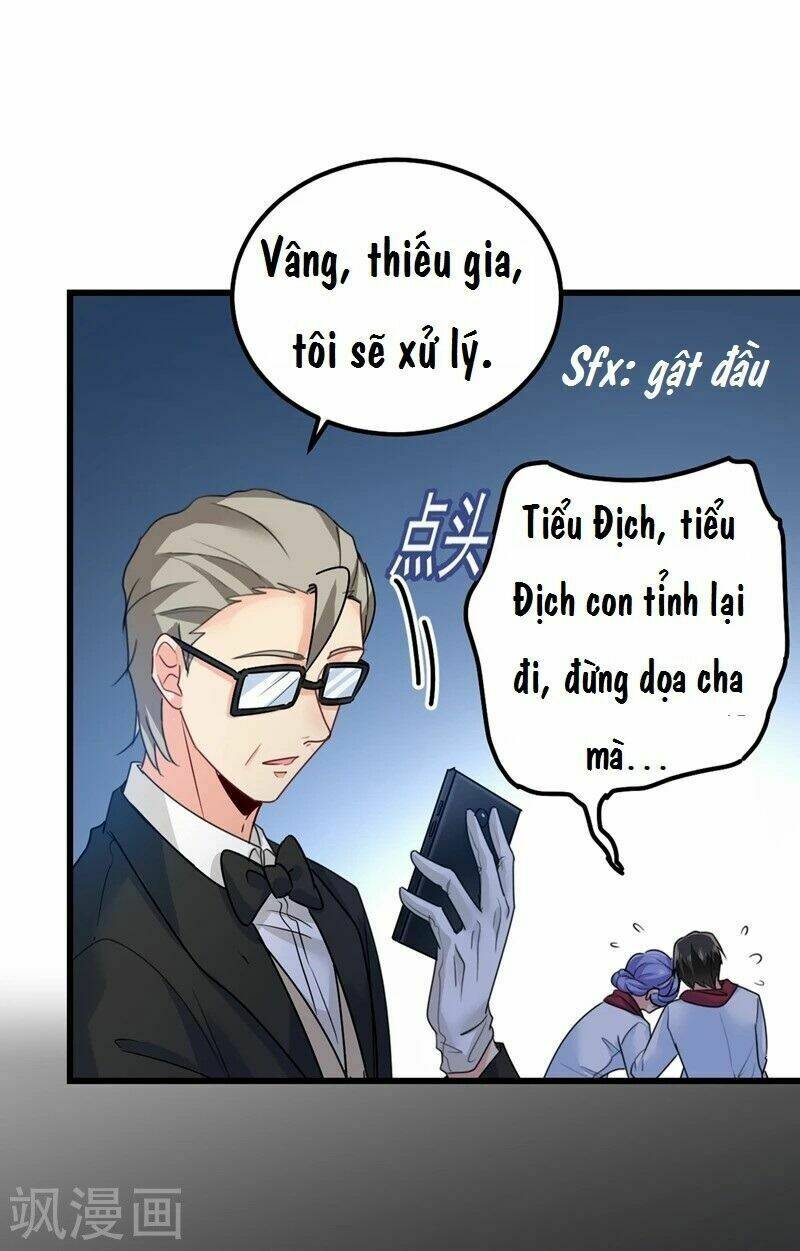 Vâng, thiếu gia,
tôi sẽ xử lý.
Sfx: gật đầu
点头
Tiểu Địch, tiểu
Địch con tỉnh lại
đi, đừng dọa cha
mà...
飒漫画